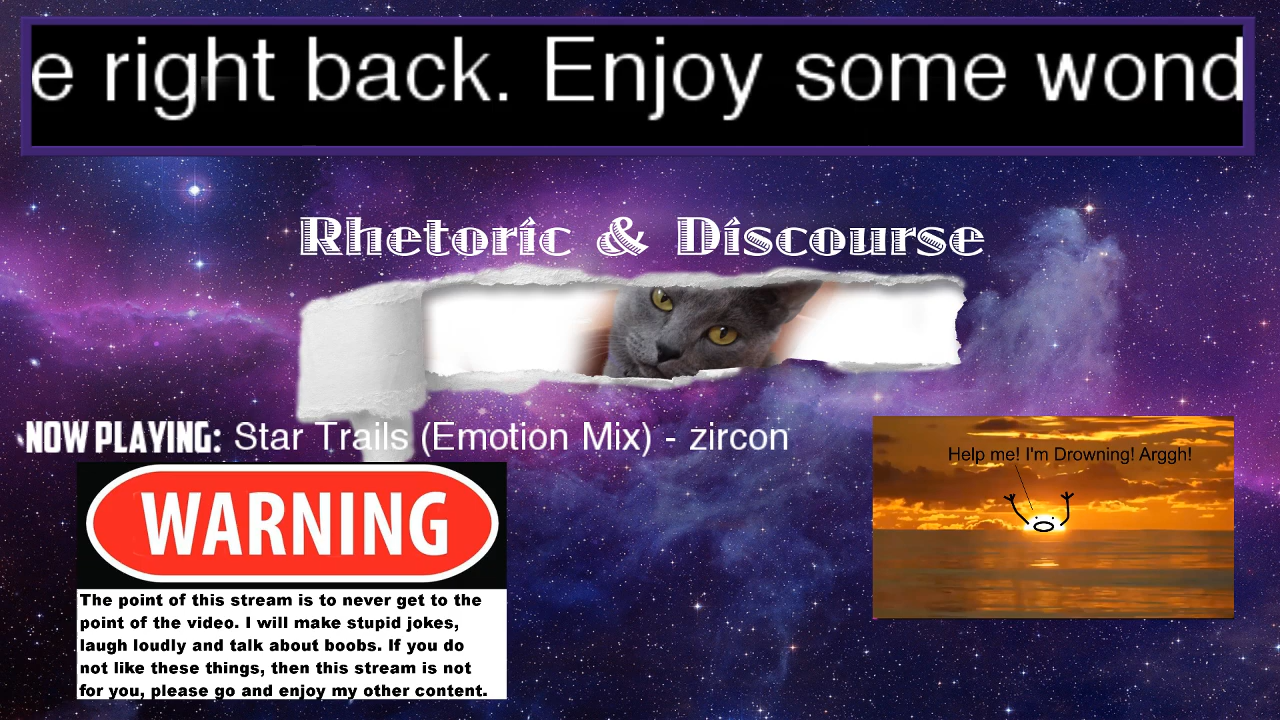 e right back. Enjoy some wond
Rhetoric & Discourse
NOW PLAYING: Star Trails (Emotion Mix) - zircon
Help me! I'm Drowning! Arggh!
WARNING
The point of this stream is to never get to the
point of the video. I will make stupid jokes,
laugh loudly and talk about boobs. If you do
not like these things, then this stream is not
for you, please go and enjoy my other content.